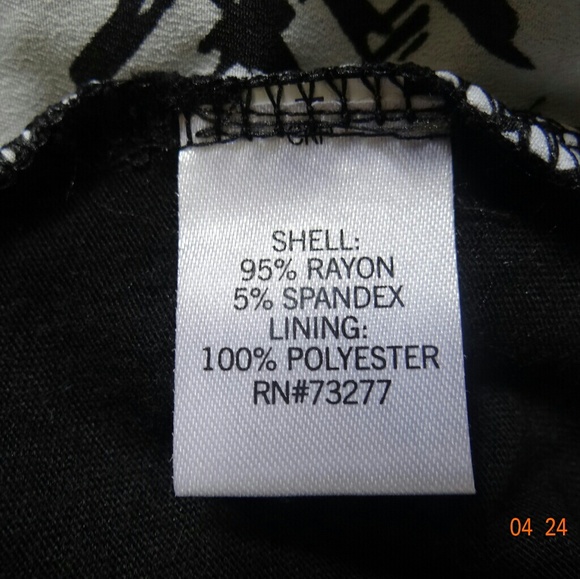 SHELL:
95% RAYON
5% SPANDEX
LINING:
100% POLYESTER
RN#73277
04 24